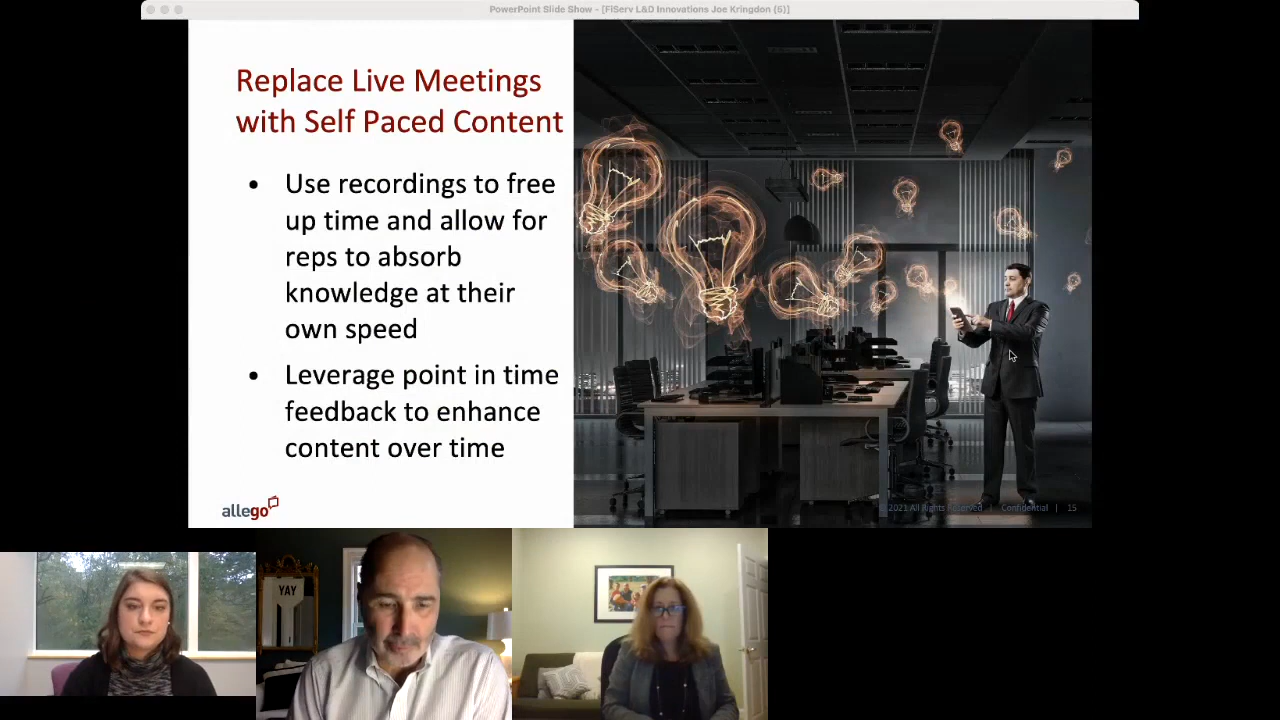 PowerPoint Slide Show - [FiServ L&D Innovations Joe Kringdon (5)]
Replace Live Meetings
with Self Paced Content
• Use recordings to free
up time and allow for
reps to absorb
knowledge at their
own speed
• Leverage point in time
feedback to enhance
content over time
allego
© 2021 All Rights Reserved | Confidential | 15
YAY